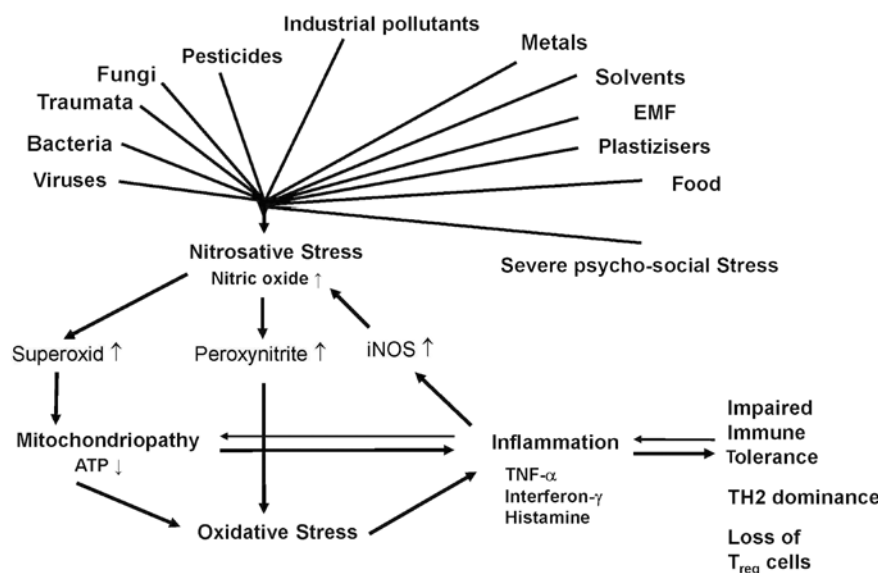 Industrial pollutants
Metals
Pesticides
Solvents
Fungi
Traumata
EMF
Bacteria
Plastizisers
Viruses
Food
Nitrosative Stress
Nitric oxide ↑
Severe psycho-social Stress
Superoxid ↑
Peroxynitrite ↑
iNOS ↑
Mitochondriopathy
ATP ↓
Inflammation
TNF-α
Interferon-γ
Histamine
Impaired
Immune
Tolerance
TH2 dominance
Loss of
Treg cells
Oxidative Stress